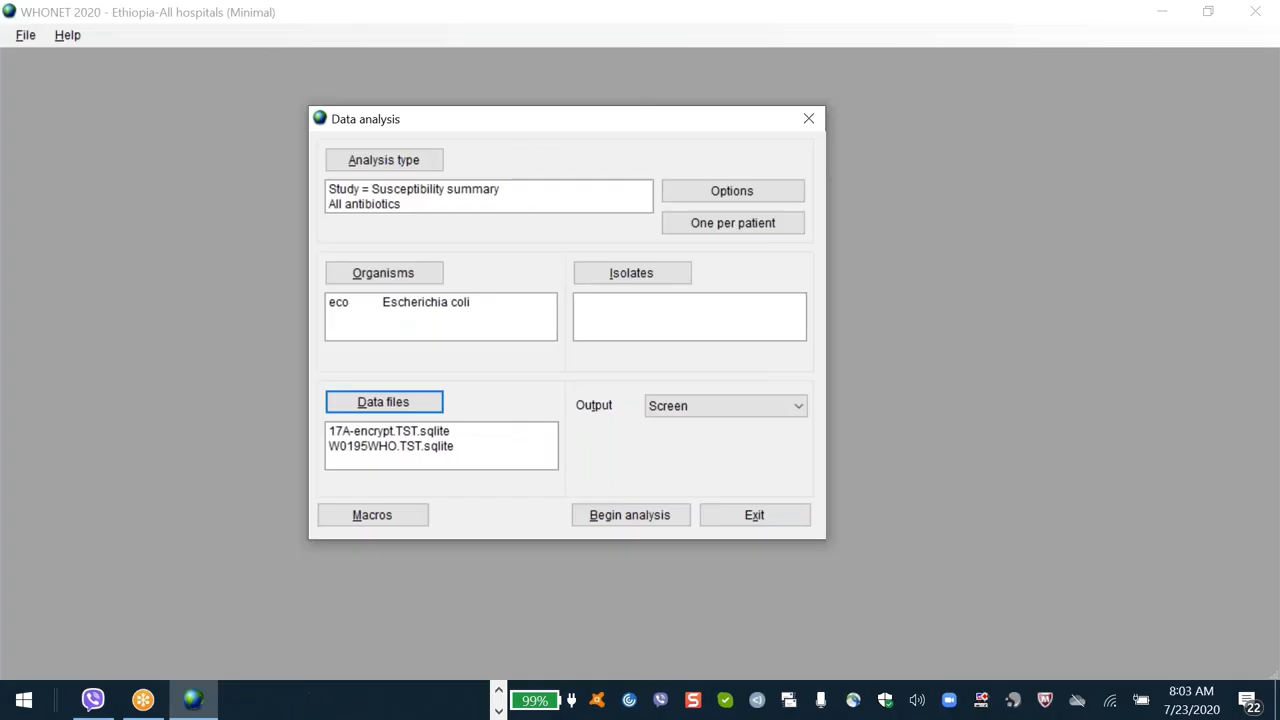 WHONET 2020 - Ethiopia-All hospitals (Minimal)
File Help
Data analysis
Analysis type
Study = Susceptibility summary
All antibiotics
Options
One per patient
Organisms
Isolates
eco Escherichia coli
Data files
Output
Screen
17A-encrypt.TST.sqlite
W0195WHO.TST.sqlite
Macros
Begin analysis
Exit
99%
8:03 AM
7/23/2020
22